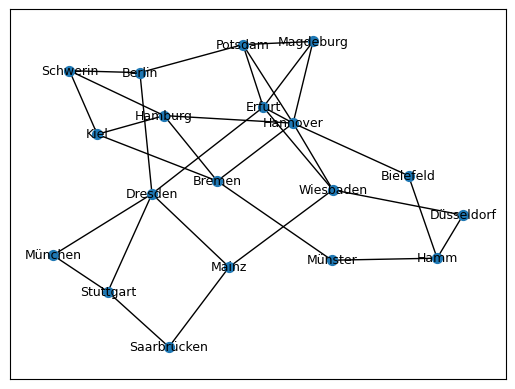 Potsdam
Magdeburg
Schwerin
Berlin
Erfurt
Hamburg
Hannover
Kiel
Bremen
Bielefeld
Dresden
Wiesbaden
Düsseldorf
München
Mainz
Münster
Hamm
Stuttgart
Saarbrücken